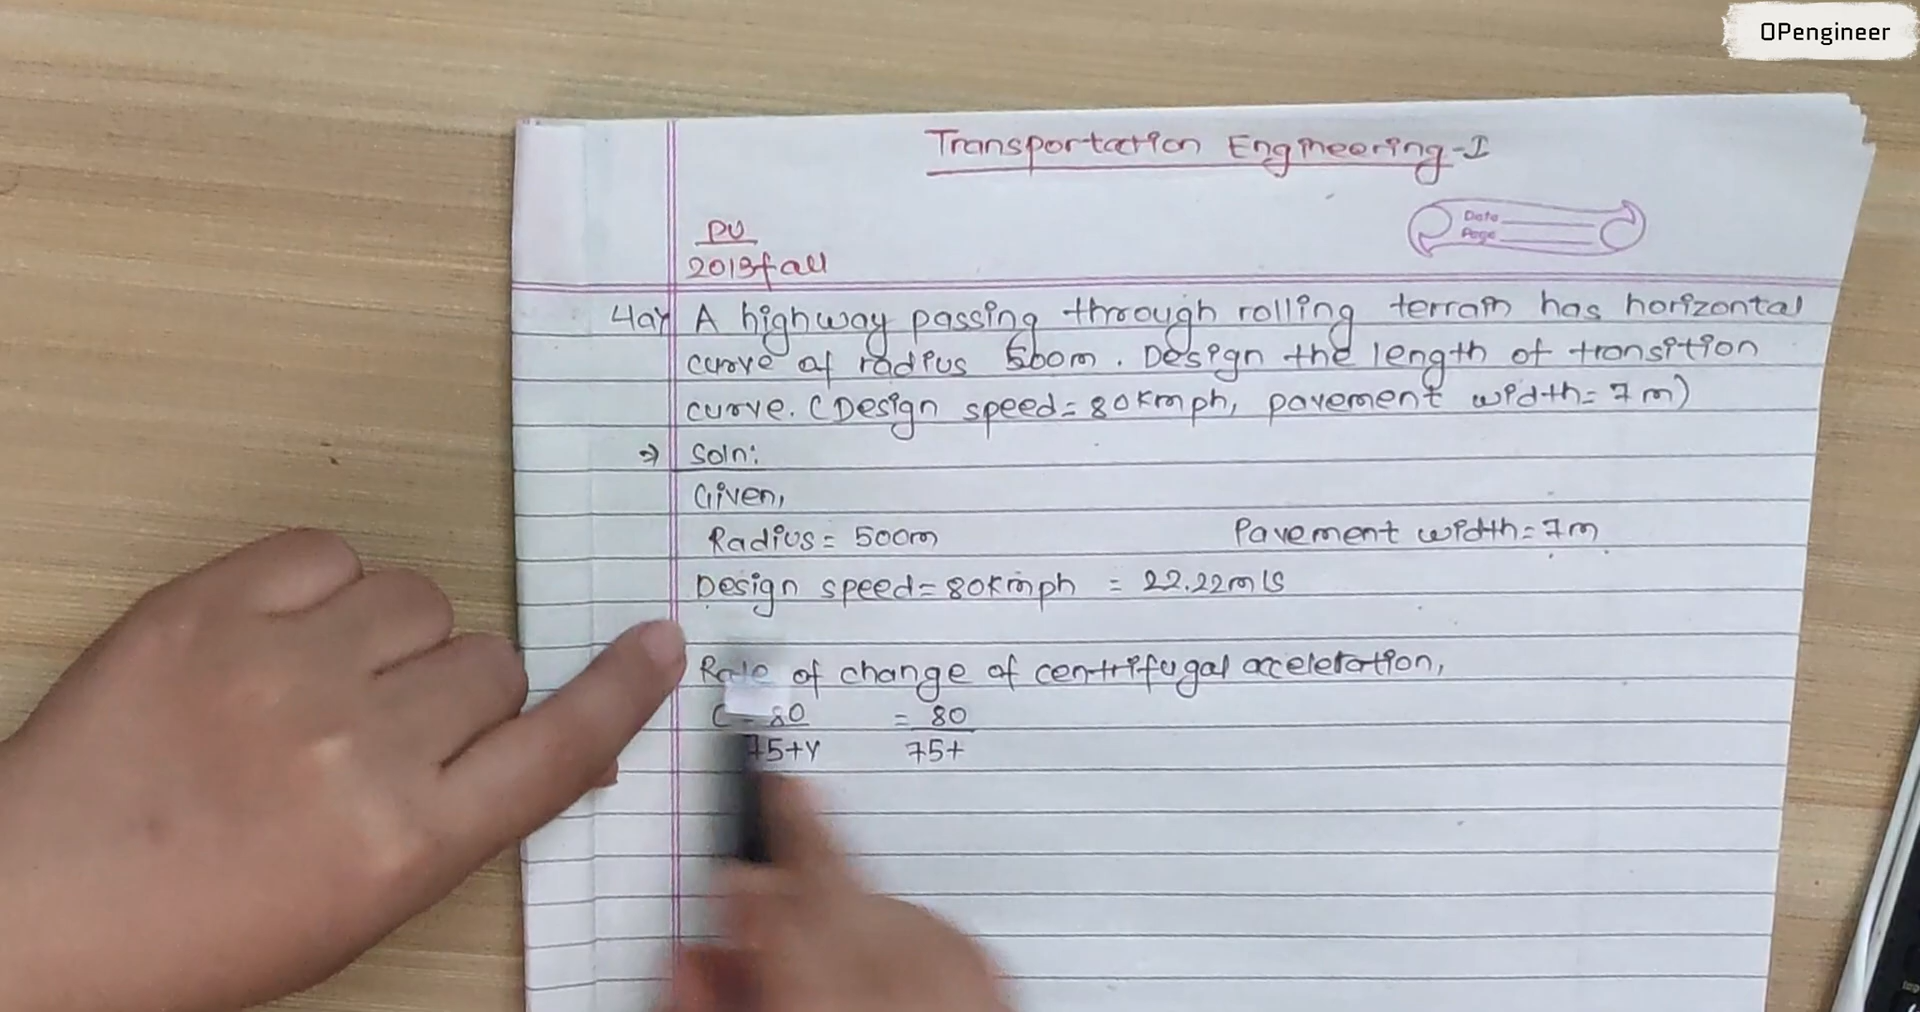 OPengineer
Transportation Engineering-I
Date
Page
PU
2013 fall
4a) A highway passing through rolling terrain has horizontal
curve of radius 500m. Design the length of transition
curve. (Design speed=80kmph, pavement width=7m)
⇒ Soln:
Given,
Radius=500m Pavement width=7m
Design speed=80kmph = 22.22m/s
Rate of change of centrifugal acceleration,
C = 80 = 80
75+V 75+